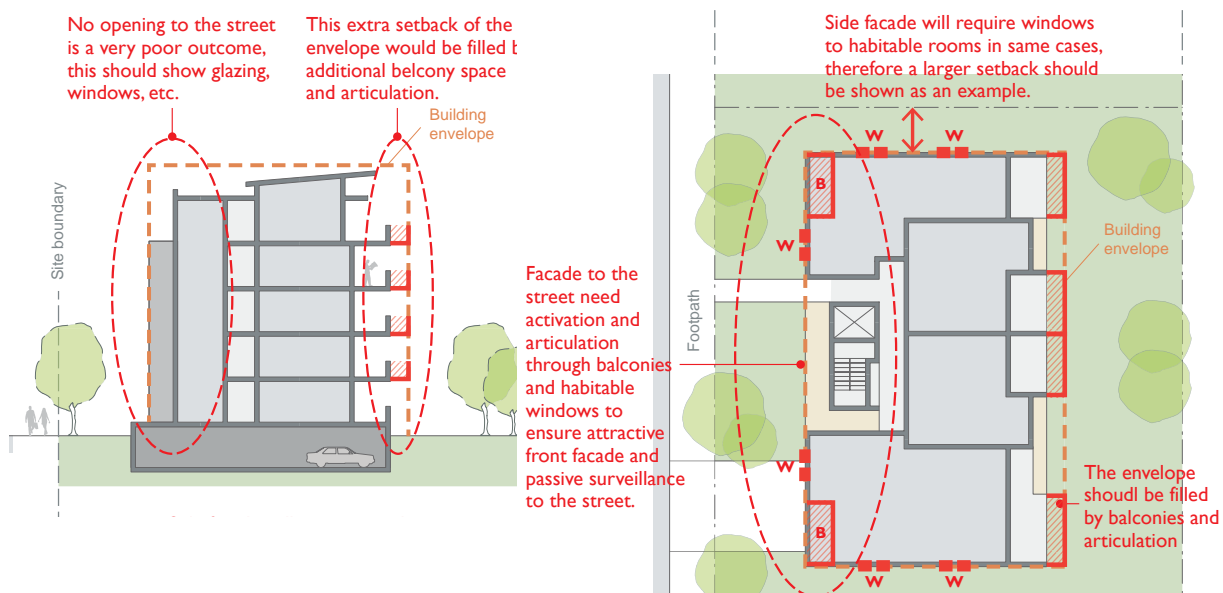 No opening to the street
is a very poor outcome,
this should show glazing,
windows, etc.
This extra setback of the
envelope would be filled b
additional belcony space
and articulation.
Building
envelope
Site boundary
Side facade will require windows
to habitable rooms in same cases,
therefore a larger setback should
be shown as an example.
W
W
B
W
Building
envelope
Facade to the
street need
activation and
articulation
through balconies
and habitable
windows to
ensure attractive
front facade and
passive surveillance
to the street.
Footpath
W
The envelope
shoudl be filled
by balconies and
articulation
B
W
W